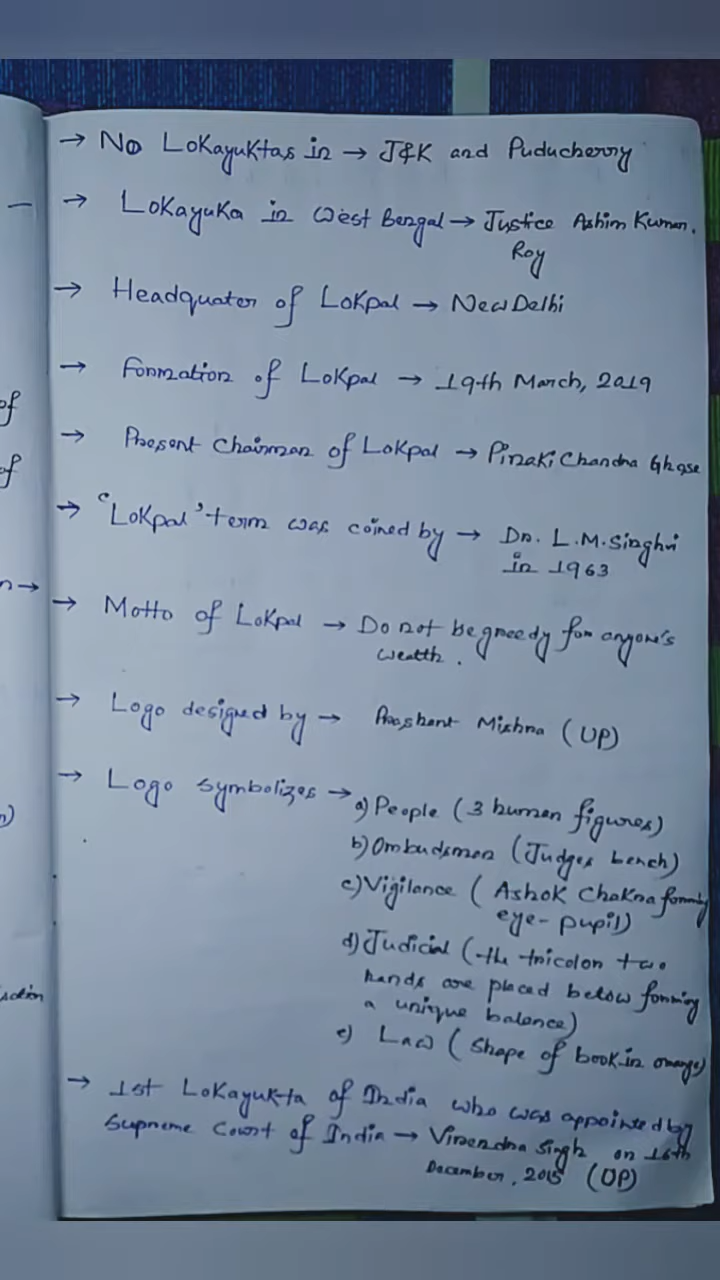 → No Lokayuktas in → J&K and Puducherry
→ Lokayuka in West Bengal → Justice Ashim Kumar.
Roy
→ Headquater of Lokpal → New Delhi
→ Formation of Lokpal → 19th March, 2019
→ Present Chairman of Lokpal → Pinaki Chandra Ghose
→ 'Lokpal' term was coined by → Dr. L.M. Singhvi
in 1963
→ Motto of Lokpal → Do not be greedy for anyone's
wealth.
→ Logo designed by → Prashant Mishra (UP)
→ Logo symbolizes →
a) People (3 human figures)
b) Ombudsman (Judges bench)
c) Vigilance (Ashok Chakra forming
eye-pupil)
d) Judicial (the tricolor two
hands are placed below forming
a unique balance)
e) Law (Shape of book in orange)
→ 1st Lokayukta of India who was appointed by
Supreme Court of India → Virendra Singh on 16th
December, 2015 (UP)
of
of
n →
)